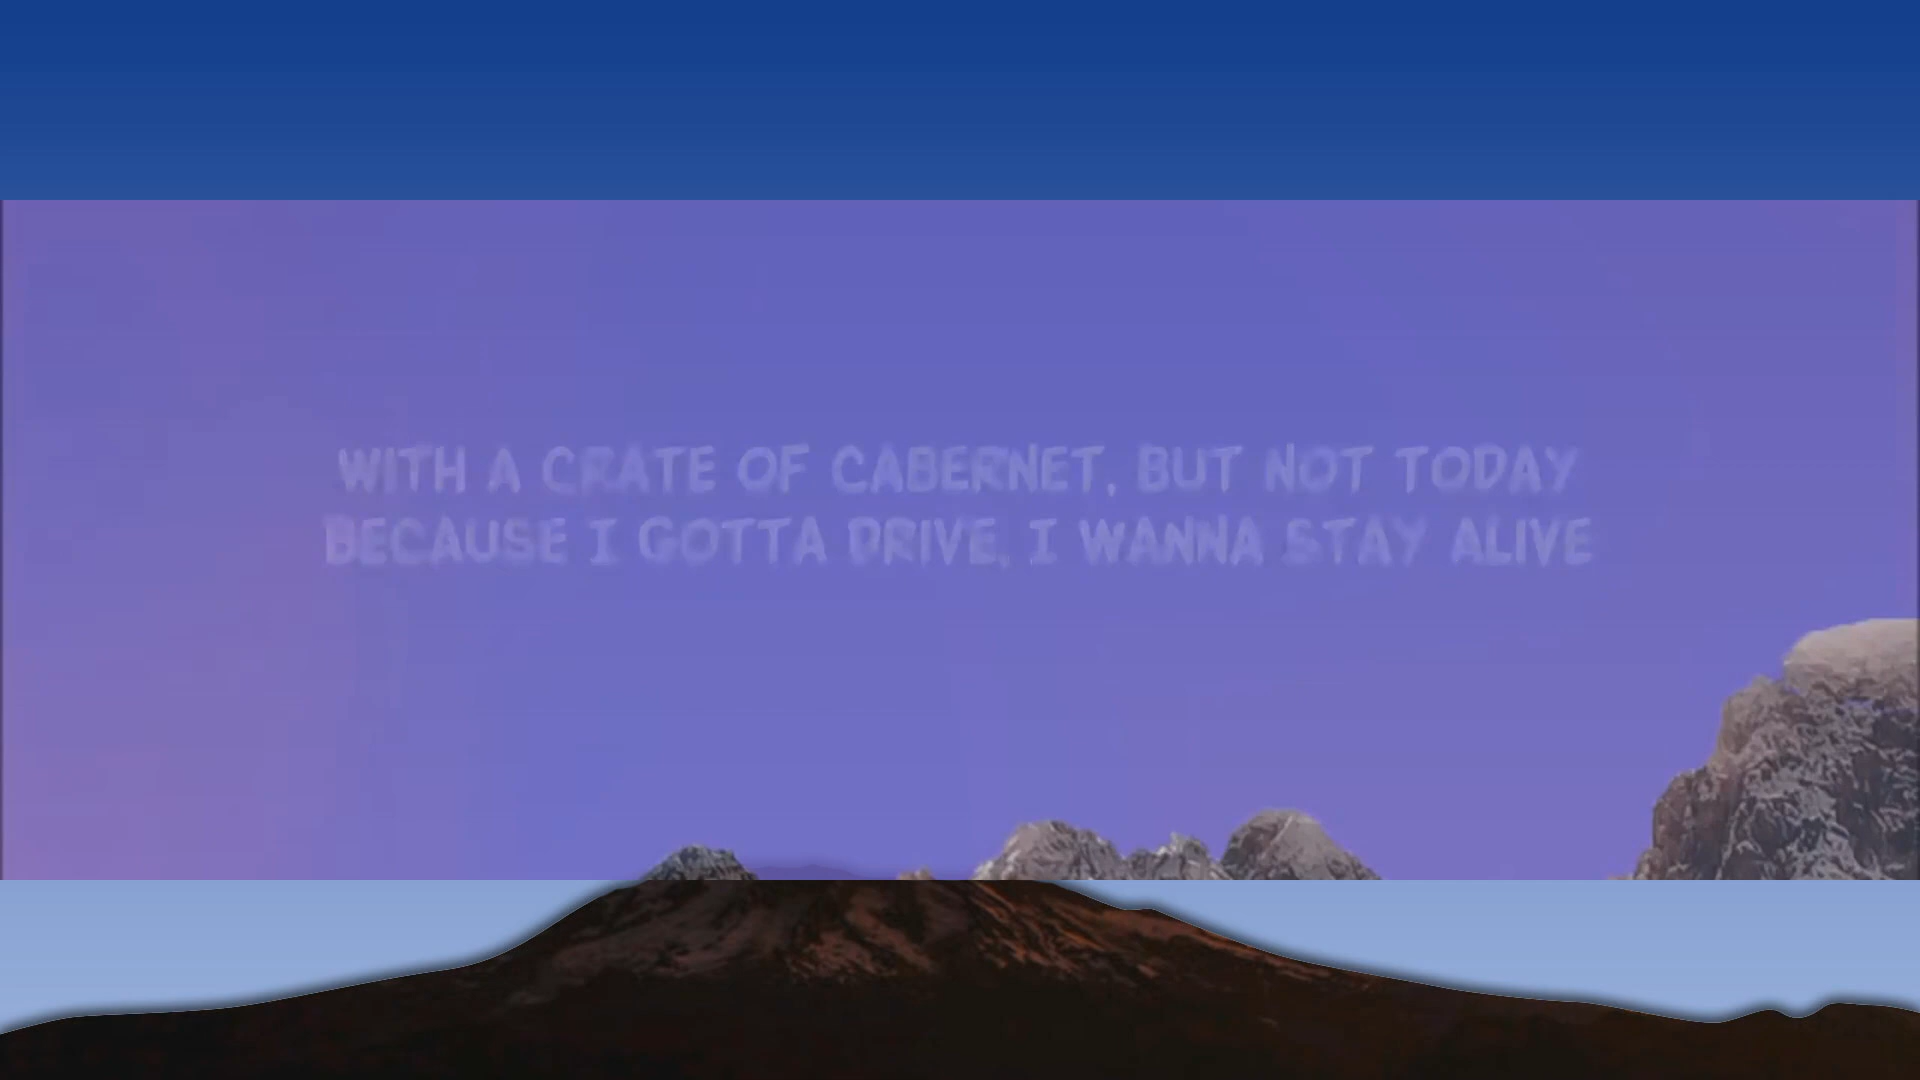 WITH A CRATE OF CABERNET, BUT NOT TODAY
BECAUSE I GOTTA DRIVE, I WANNA STAY ALIVE